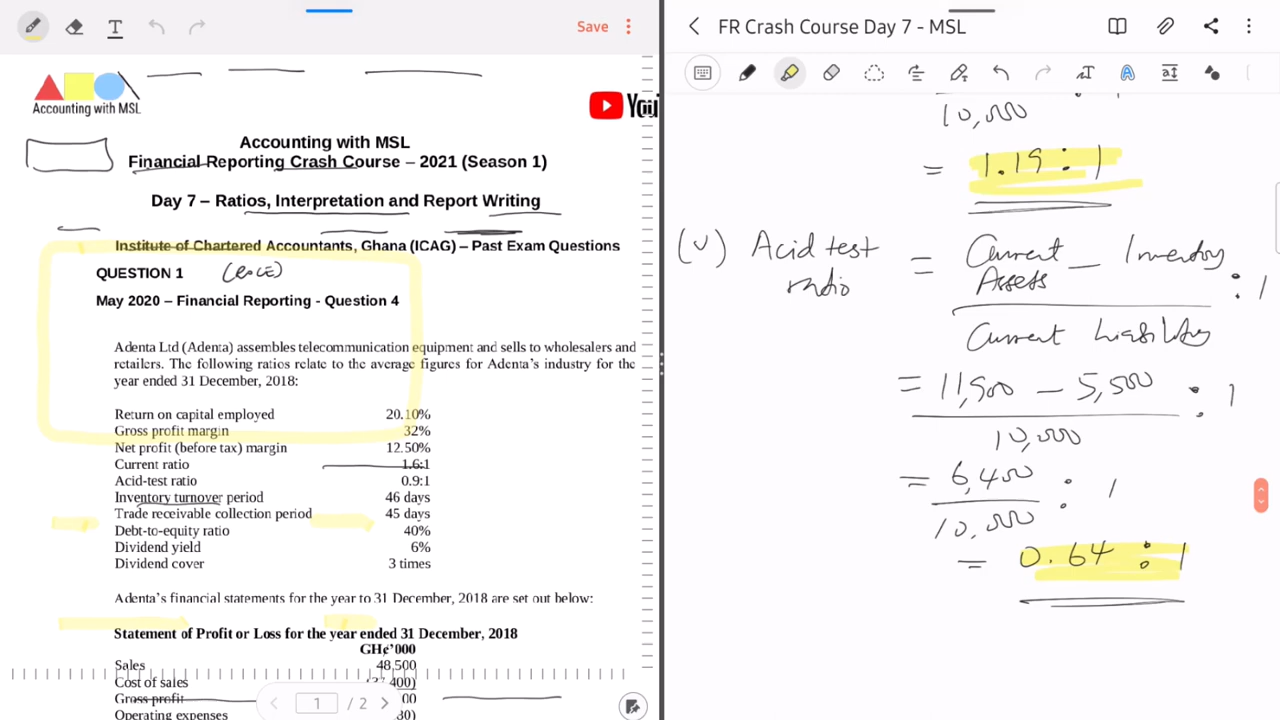 Save
Accounting with MSL
Accounting with MSL
Financial Reporting Crash Course – 2021 (Season 1)
Day 7 – Ratios, Interpretation and Report Writing
Institute of Chartered Accountants, Ghana (ICAG) – Past Exam Questions
QUESTION 1 (ROCE)
May 2020 – Financial Reporting - Question 4
Adenta Ltd (Adenta) assembles telecommunication equipment and sells to wholesalers and
retailers. The following ratios relate to the average figures for Adenta's industry for the
year ended 31 December, 2018:
Return on capital employed 20.10%
Gross profit margin 32%
Net profit (before tax) margin 12.50%
Current ratio 1.6:1
Acid-test ratio 0.9:1
Inventory turnover period 46 days
Trade receivable collection period 45 days
Debt-to-equity ratio 40%
Dividend yield 6%
Dividend cover 3 times
Adenta's financial statements for the year to 31 December, 2018 are set out below:
Statement of Profit or Loss for the year ended 31 December, 2018
GH¢'000
Sales 48,500
Cost of sales
Gross profit
Operating expenses
1 / 2
FR Crash Course Day 7 - MSL
10,000
= 1.19 : 1
(v) Acid test ratio = Current Assets – Inventory : 1
Current Liability
= 11,900 – 5,500 : 1
10,000
= 6,400 : 1
10,000
= 0.64 : 1